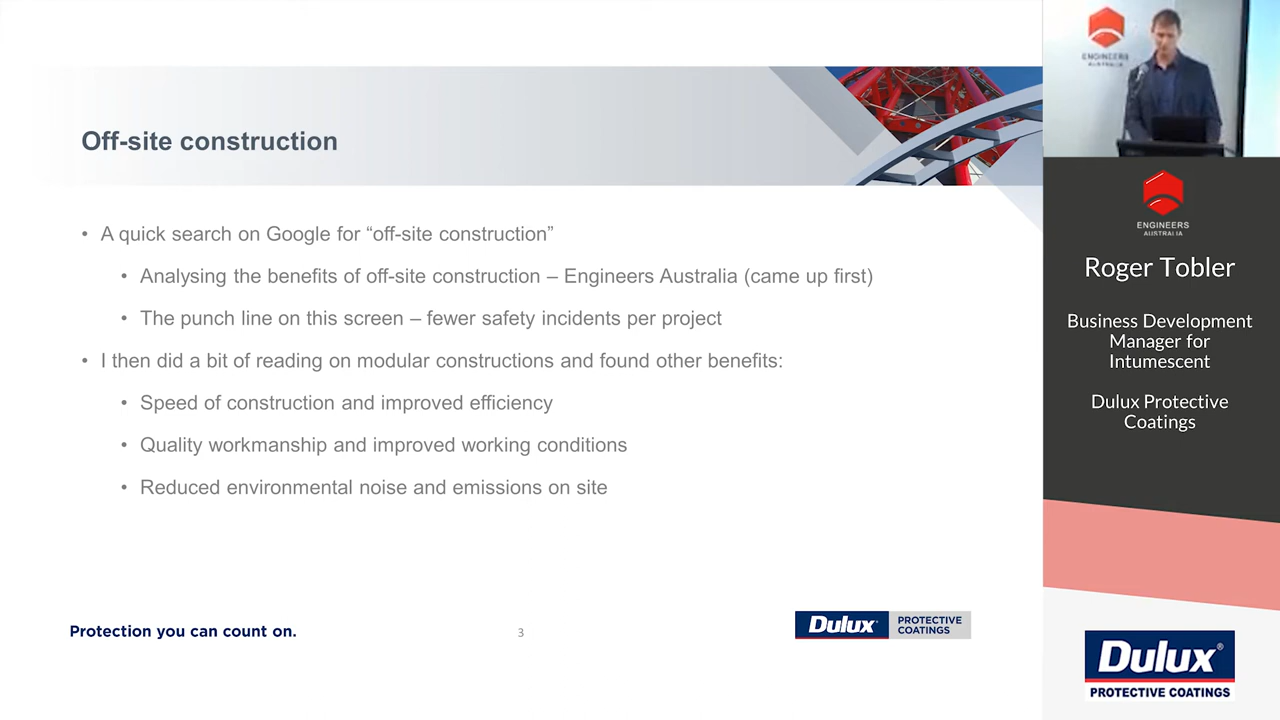 Off-site construction
• A quick search on Google for “off-site construction”
• Analysing the benefits of off-site construction – Engineers Australia (came up first)
• The punch line on this screen – fewer safety incidents per project
• I then did a bit of reading on modular constructions and found other benefits:
• Speed of construction and improved efficiency
• Quality workmanship and improved working conditions
• Reduced environmental noise and emissions on site
Protection you can count on.
3
Dulux
PROTECTIVE
COATINGS
ENGINEERS
AUSTRALIA
ENGINEERS
AUSTRALIA
Roger Tobler
Business Development
Manager for
Intumescent
Dulux Protective
Coatings
Dulux®
PROTECTIVE COATINGS